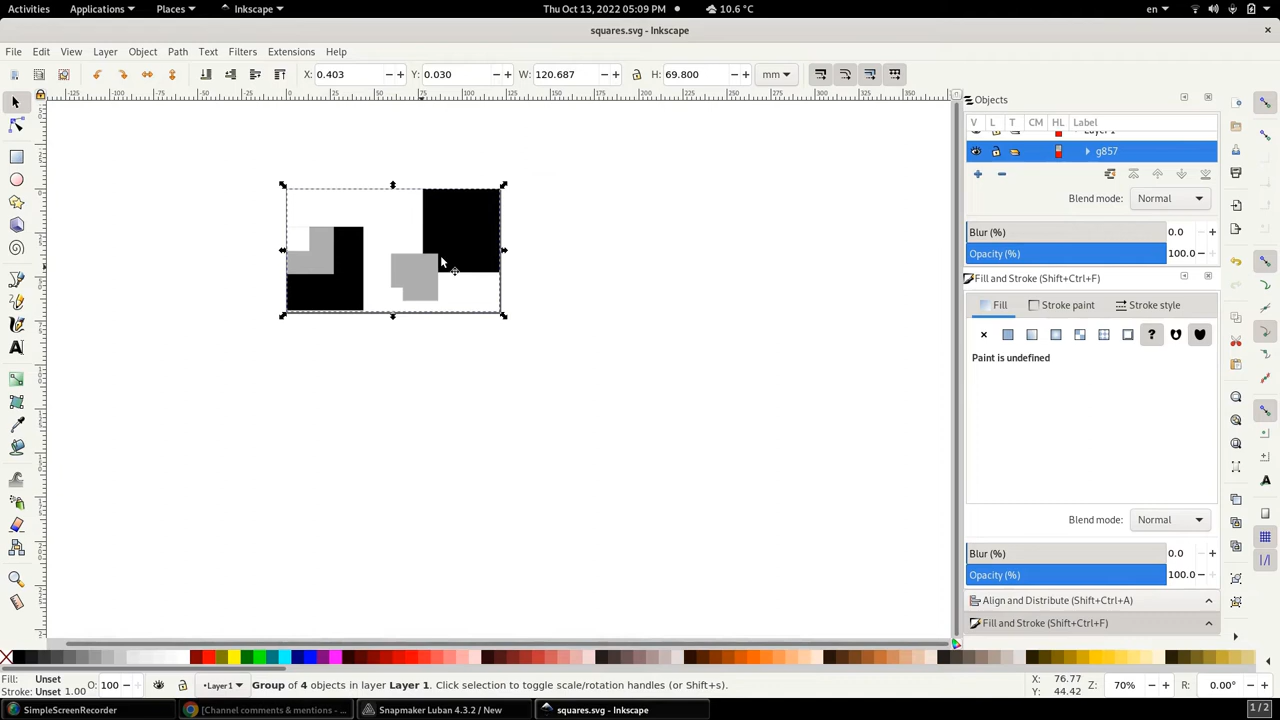 Activities Applications Places Inkscape Thu Oct 13, 2022 05:09 PM 10.6 °C en
squares.svg - Inkscape
File Edit View Layer Object Path Text Filters Extensions Help
X: 0.403 Y: 0.030 W: 120.687 H: 69.800 mm
Objects
V L T CM HL Label
g857
Blend mode: Normal
Blur (%) 0.0
Opacity (%) 100.0
Fill and Stroke (Shift+Ctrl+F)
Fill Stroke paint Stroke style
Paint is undefined
Blend mode: Normal
Blur (%) 0.0
Opacity (%) 100.0
Align and Distribute (Shift+Ctrl+A)
Fill and Stroke (Shift+Ctrl+F)
Fill: Unset
Stroke: Unset 1.00
O: 100
•Layer 1
Group of 4 objects in layer Layer 1. Click selection to toggle scale/rotation handles (or Shift+s).
X: 76.77
Y: 44.42
Z: 70%
R: 0.00°
SimpleScreenRecorder [Channel comments & mentions - ... Snapmaker Luban 4.3.2 / New squares.svg - Inkscape 1 / 2